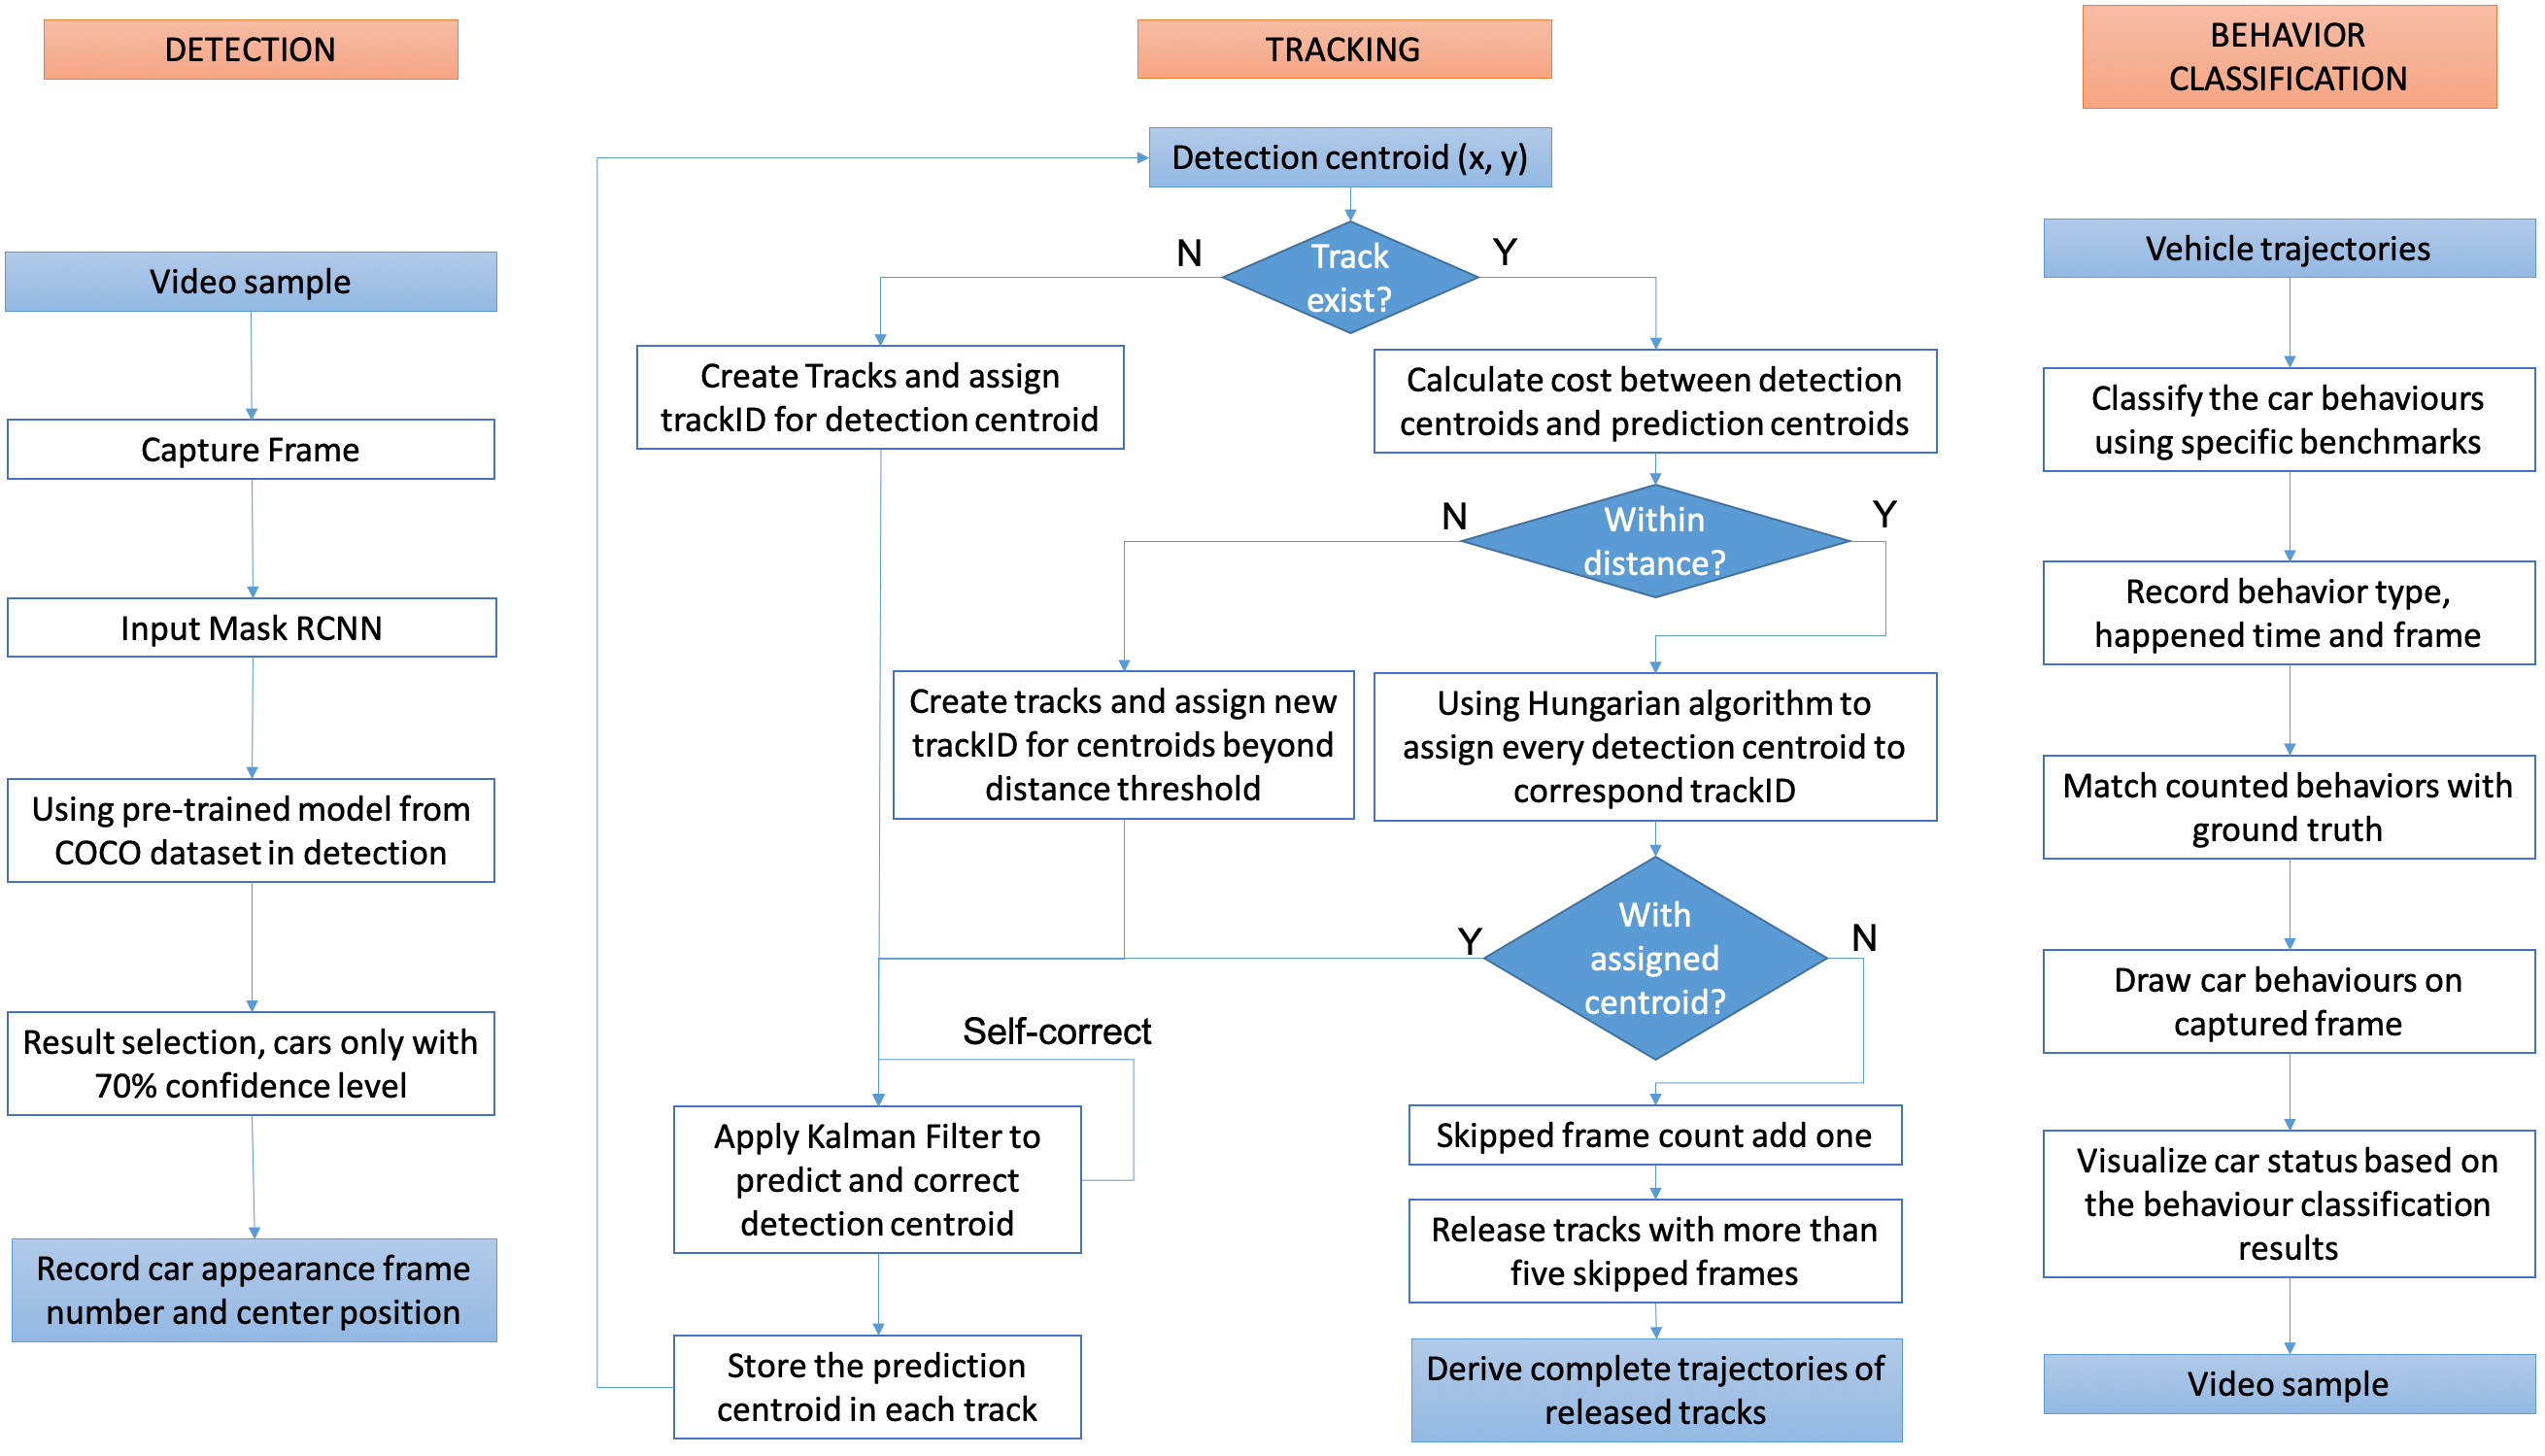 DETECTION
Video sample
Capture Frame
Input Mask RCNN
Using pre-trained model from
COCO dataset in detection
Result selection, cars only with
70% confidence level
Record car appearance frame
number and center position
TRACKING
Detection centroid (x, y)
Track
exist?
N
Y
Create Tracks and assign
trackID for detection centroid
Calculate cost between detection
centroids and prediction centroids
Within
distance?
N
Y
Create tracks and assign new
trackID for centroids beyond
distance threshold
Using Hungarian algorithm to
assign every detection centroid to
correspond trackID
With
assigned
centroid?
Y
N
Self-correct
Apply Kalman Filter to
predict and correct
detection centroid
Store the prediction
centroid in each track
Skipped frame count add one
Release tracks with more than
five skipped frames
Derive complete trajectories of
released tracks
BEHAVIOR
CLASSIFICATION
Vehicle trajectories
Classify the car behaviours
using specific benchmarks
Record behavior type,
happened time and frame
Match counted behaviors with
ground truth
Draw car behaviours on
captured frame
Visualize car status based on
the behaviour classification
results
Video sample